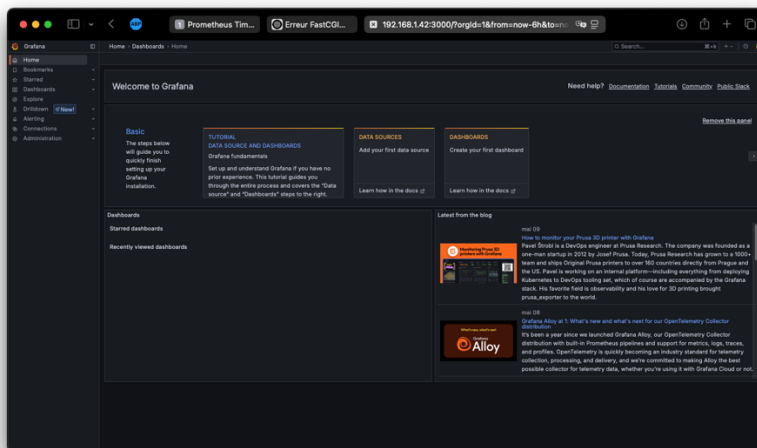 Prometheus Tim...
Erreur FastCGI...
192.168.1.42:3000/?orgId=1&from=now-6h&to=no
ABP
Grafana
Home › Dashboards › Home
Search...
Home
Bookmarks
Starred
Dashboards
Explore
Drilldown New!
Alerting
Connections
Administration
Welcome to Grafana
Need help? Documentation Tutorials Community Public Slack
Remove this panel
Basic
The steps below
will guide you to
quickly finish
setting up your
Grafana
installation.
TUTORIAL
DATA SOURCE AND DASHBOARDS
Grafana fundamentals
Set up and understand Grafana if you have no
prior experience. This tutorial guides you
through the entire process and covers the “Data
source” and “Dashboards” steps to the right.
DATA SOURCES
Add your first data source
Learn how in the docs
DASHBOARDS
Create your first dashboard
Learn how in the docs
Dashboards
Starred dashboards
Recently viewed dashboards
Latest from the blog
mai 09
How to monitor your Prusa 3D printer with Grafana
Pavel Strobl is a DevOps engineer at Prusa Research. The company was founded as a
one-man startup in 2012 by Josef Prusa. Today, Prusa Research has grown to a 1000+
team and ships Original Prusa printers to over 160 countries directly from Prague and
the US. Pavel is working on an internal platform—including everything from deploying
Kubernetes to DevOps tooling set, which of course are accompanied by the Grafana
stack. His favorite field is observability and his love for 3D printing brought
prusa_exporter to the world.
Monitoring Prusa 3D
printers with Grafana
mai 08
Grafana Alloy at 1: What's new and what's next for our OpenTelemetry Collector
distribution
It's been a year since we launched Grafana Alloy, our OpenTelemetry Collector
distribution with built-in Prometheus pipelines and support for metrics, logs, traces,
and profiles. OpenTelemetry is quickly becoming an industry standard for telemetry
collection, processing, and delivery, and we're committed to making Alloy the best
possible collector for telemetry data, whether you're using it with Grafana Cloud or not.
What's new, what's next
Alloy